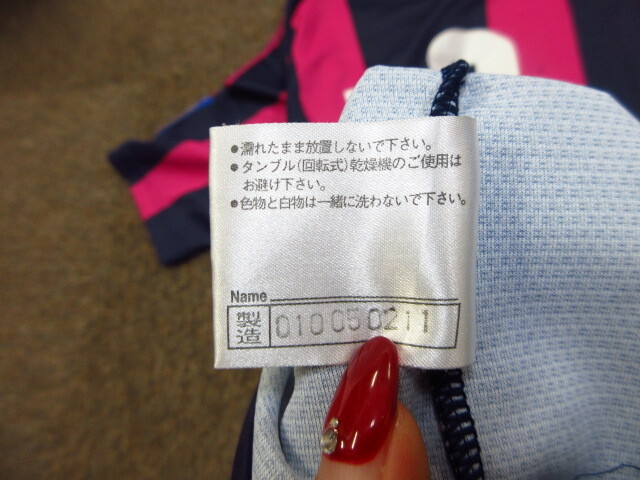 ●濡れたまま放置しないで下さい。
●タンブル(回転式)乾燥機のご使用は
お避け下さい。
●色物と白物は一緒に洗わないで下さい。
Name
製造 010050211